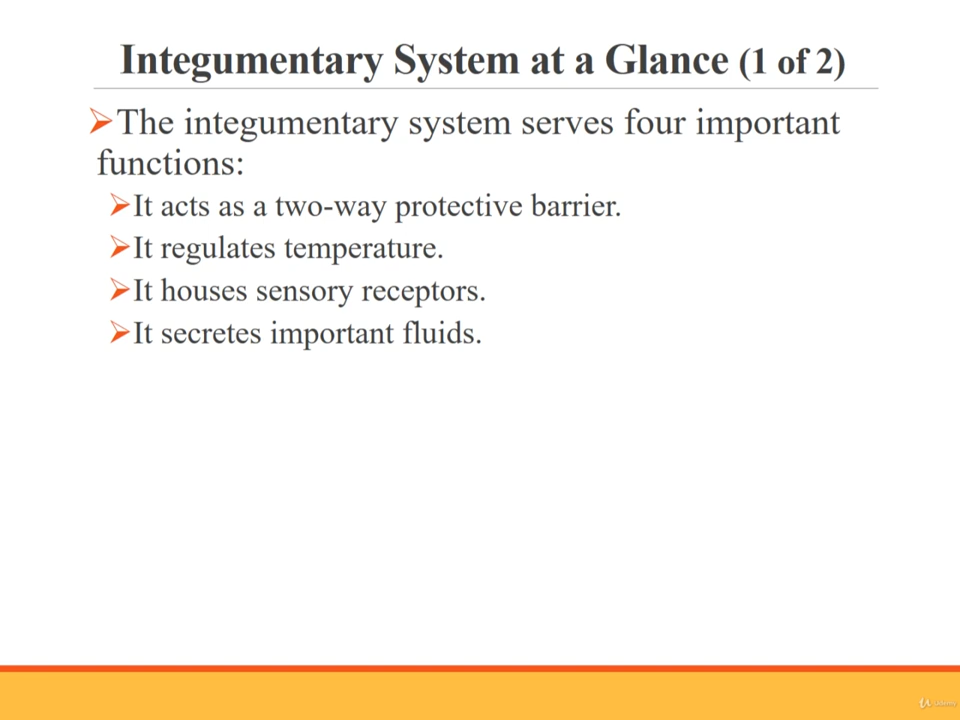 Integumentary System at a Glance (1 of 2)
The integumentary system serves four important
functions:
It acts as a two-way protective barrier.
It regulates temperature.
It houses sensory receptors.
It secretes important fluids.
Udemy